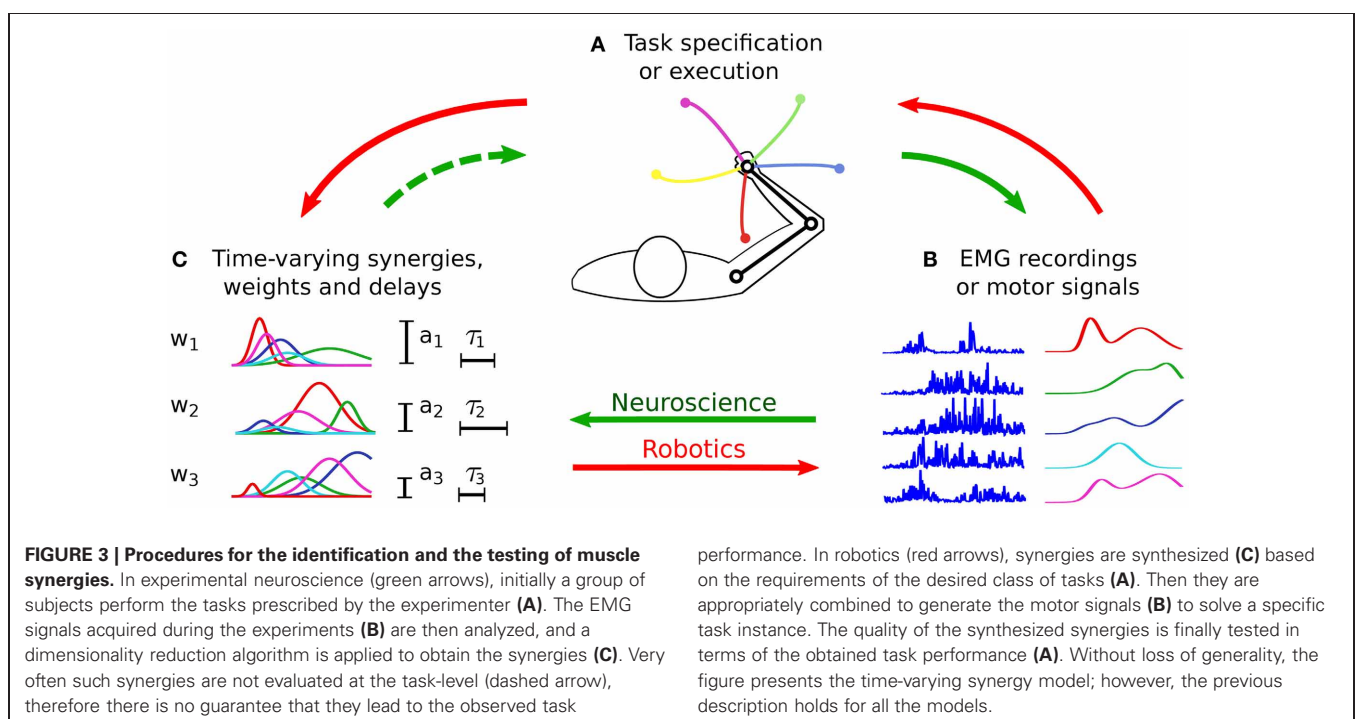 A Task specification
or execution
C Time-varying synergies,
weights and delays
B EMG recordings
or motor signals
w1 a1 τ1
w2 a2 τ2
w3 a3 τ3
Neuroscience
Robotics
FIGURE 3 | Procedures for the identification and the testing of muscle
synergies. In experimental neuroscience (green arrows), initially a group of
subjects perform the tasks prescribed by the experimenter (A). The EMG
signals acquired during the experiments (B) are then analyzed, and a
dimensionality reduction algorithm is applied to obtain the synergies (C). Very
often such synergies are not evaluated at the task-level (dashed arrow),
therefore there is no guarantee that they lead to the observed task
performance. In robotics (red arrows), synergies are synthesized (C) based
on the requirements of the desired class of tasks (A). Then they are
appropriately combined to generate the motor signals (B) to solve a specific
task instance. The quality of the synthesized synergies is finally tested in
terms of the obtained task performance (A). Without loss of generality, the
figure presents the time-varying synergy model; however, the previous
description holds for all the models.